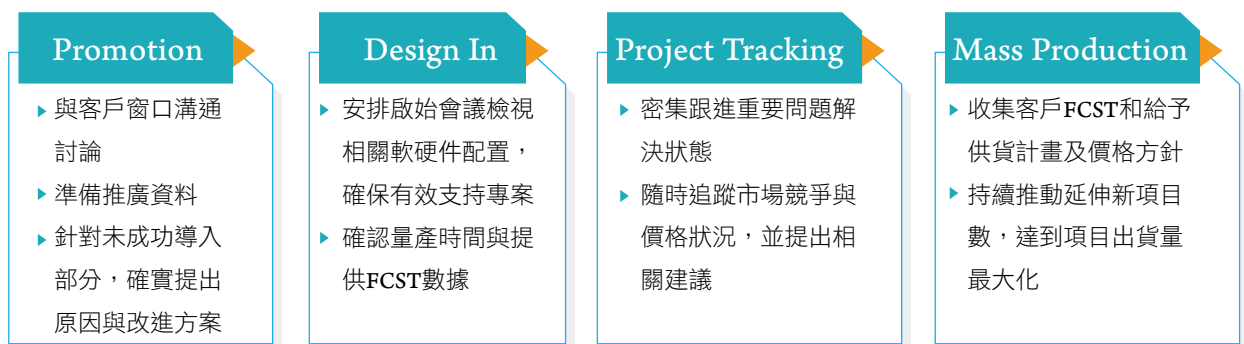 Promotion
與客戶窗口溝通
討論
準備推廣資料
針對未成功導入
部分，確實提出
原因與改進方案
Design In
安排啟始會議檢視
相關軟硬件配置，
確保有效支持專案
確認量產時間與提
供FCST數據
Project Tracking
密集跟進重要問題解
決狀態
隨時追蹤市場競爭與
價格狀況，並提出相
關建議
Mass Production
收集客戶FCST和給予
供貨計畫及價格方針
持續推動延伸新項目
數，達到項目出貨量
最大化